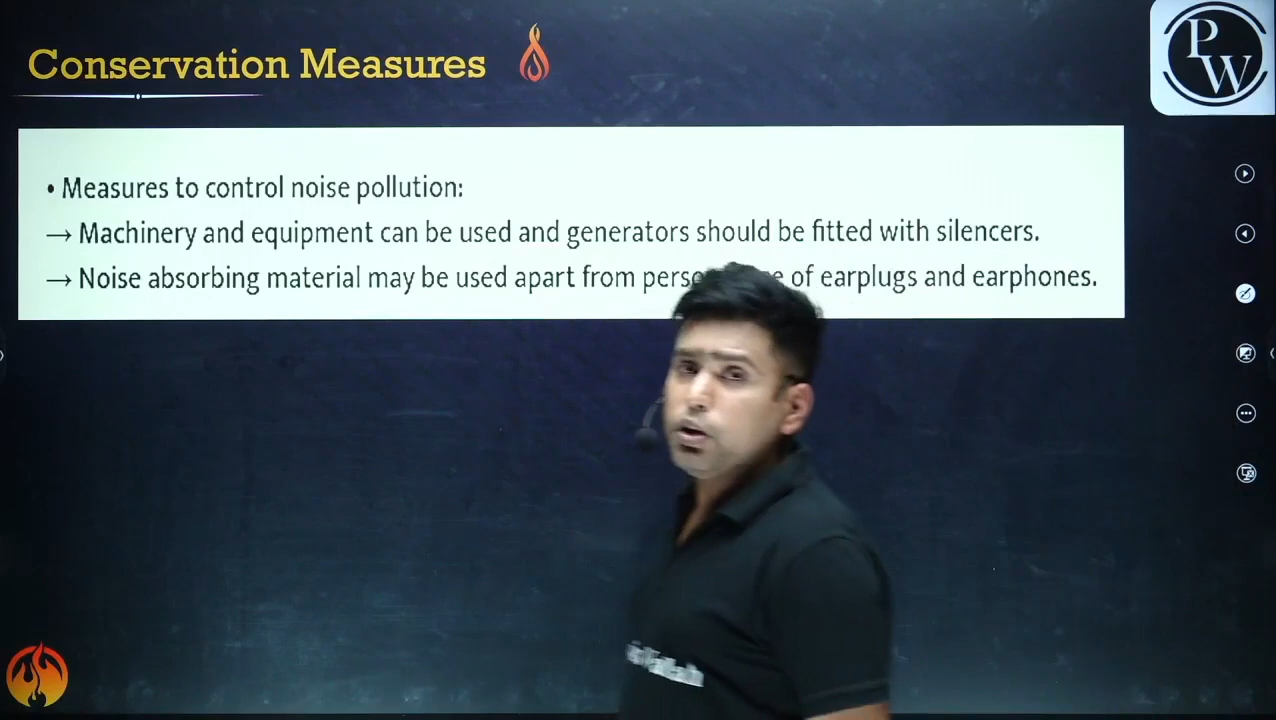 Conservation Measures
PW
• Measures to control noise pollution:
→ Machinery and equipment can be used and generators should be fitted with silencers.
→ Noise absorbing material may be used apart from of earplugs and earphones.